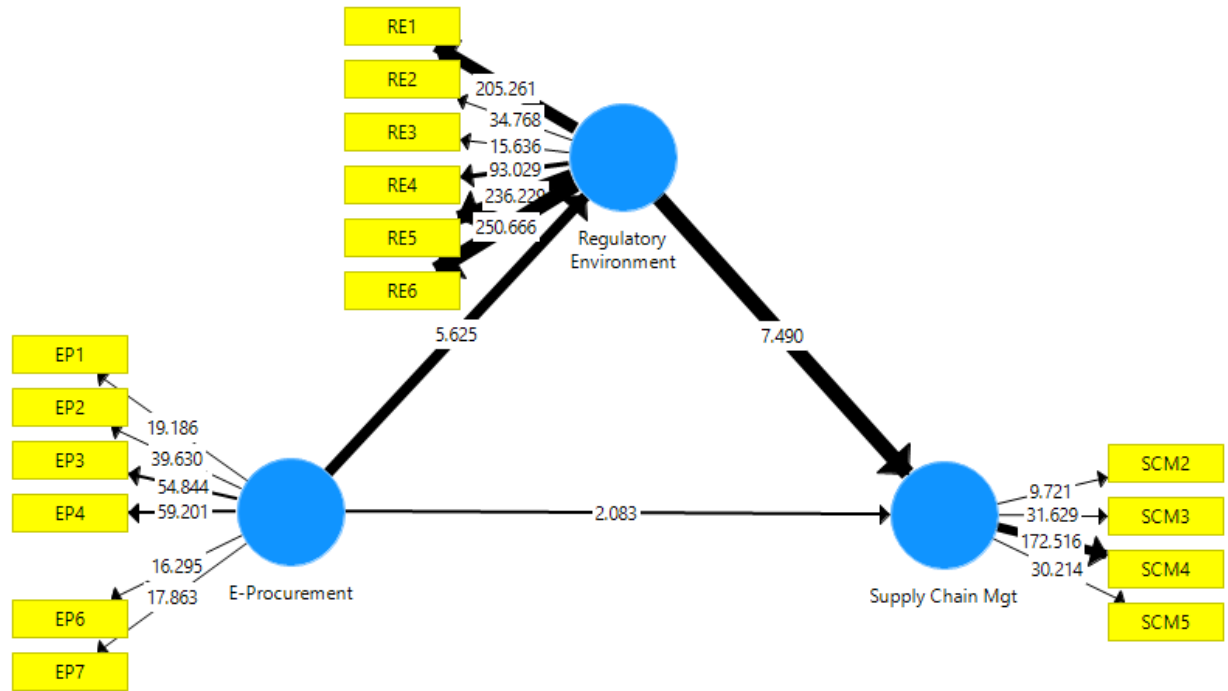 RE1
RE2
RE3
RE4
RE5
RE6
205.261
34.768
15.636
93.029
236.229
250.666
Regulatory
Environment
5.625
7.490
EP1
EP2
EP3
EP4
EP6
EP7
19.186
39.630
54.844
59.201
16.295
17.863
E-Procurement
2.083
Supply Chain Mgt
9.721
31.629
172.516
30.214
SCM2
SCM3
SCM4
SCM5